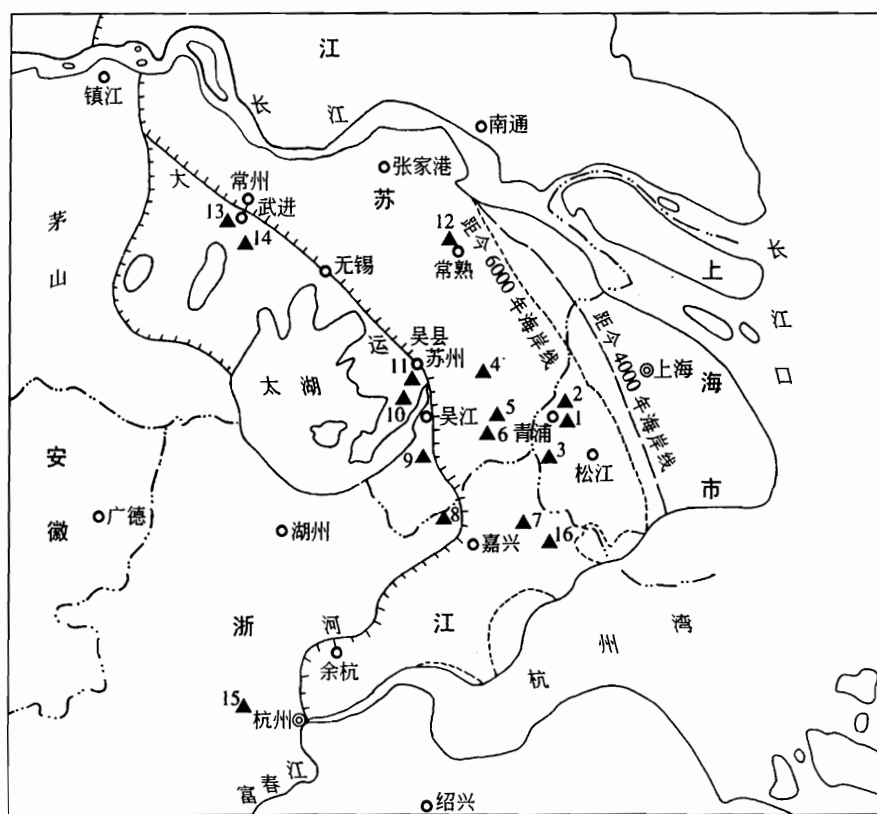 江
镇江
长
江
南通
张家港
大
常州
苏
13
武进
14
12
常熟
茅
山
无锡
距今6000年海岸线
上
长
江
口
运
吴县
苏州
距今4000年海岸线
上海
太湖
11
4
海
10
2
5
吴江
青浦
1
6
安
9
3
松江
市
徽
广德
湖州
8
7
嘉兴
16
浙
河
江
杭
州
湾
余杭
15
杭州
富春江
绍兴